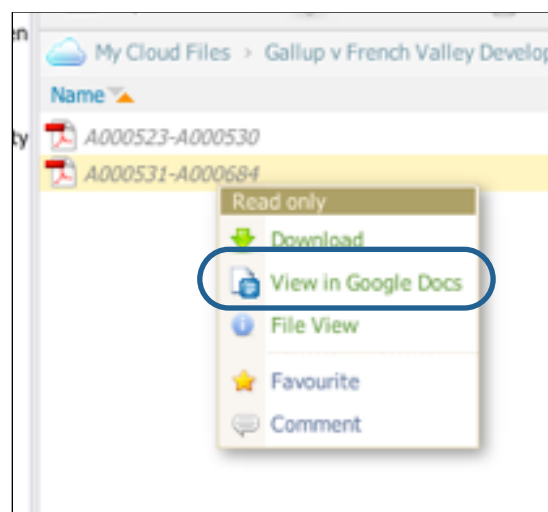 en
My Cloud Files > Gallup v French Valley Develop
Name
ty
A000523-A000530
A000531-A000684
Read only
Download
View in Google Docs
File View
Favourite
Comment